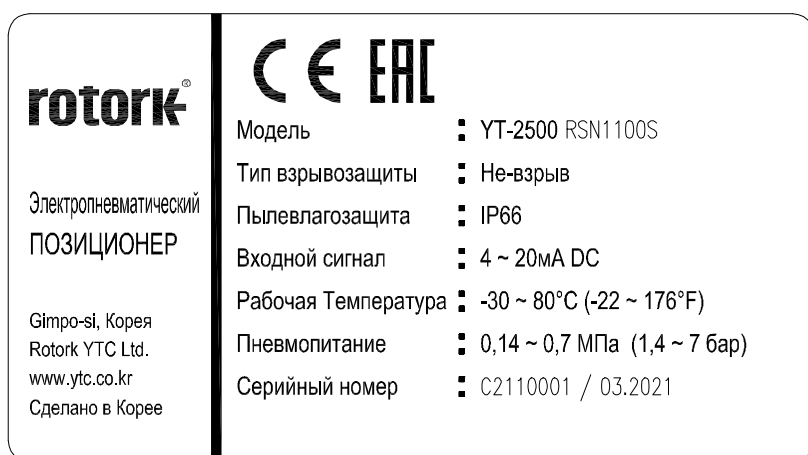 rotork®
Электропневматический
ПОЗИЦИОНЕР
Gimpo-si, Корея
Rotork YTC Ltd.
www.ytc.co.kr
Сделано в Корее
CE EAC
Модель : YT-2500 RSN1100S
Тип взрывозащиты : Не-взрыв
Пылевлагозащита : IP66
Входной сигнал : 4 ~ 20мА DC
Рабочая Температура : -30 ~ 80°C (-22 ~ 176°F)
Пневмопитание : 0,14 ~ 0,7 МПа (1,4 ~ 7 бар)
Серийный номер : C2110001 / 03.2021